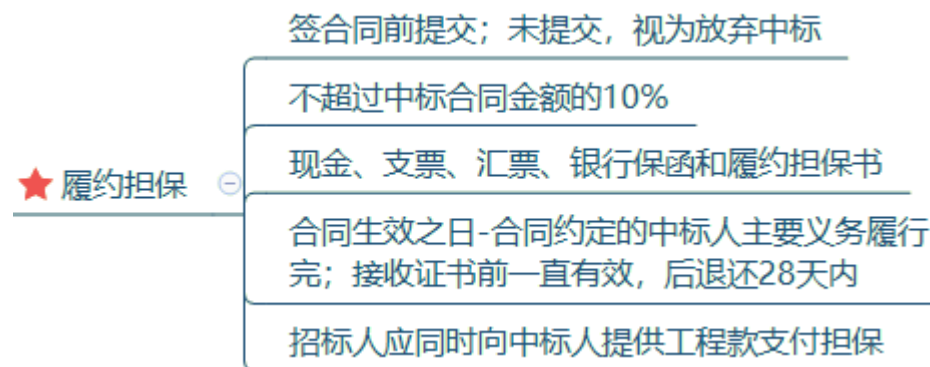 签合同前提交；未提交，视为放弃中标
不超过中标合同金额的10%
现金、支票、汇票、银行保函和履约担保书
履约担保
合同生效之日-合同约定的中标人主要义务履行
完；接收证书前一直有效，后退还28天内
招标人应同时向中标人提供工程款支付担保